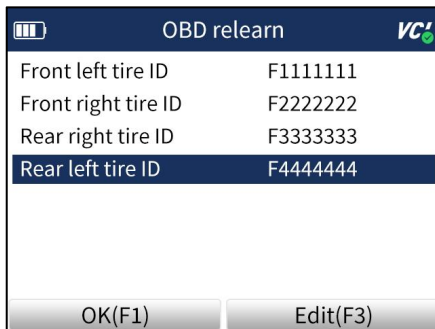 OBD relearn VCI
Front left tire ID F1111111
Front right tire ID F2222222
Rear right tire ID F3333333
Rear left tire ID F4444444
OK(F1) Edit(F3)